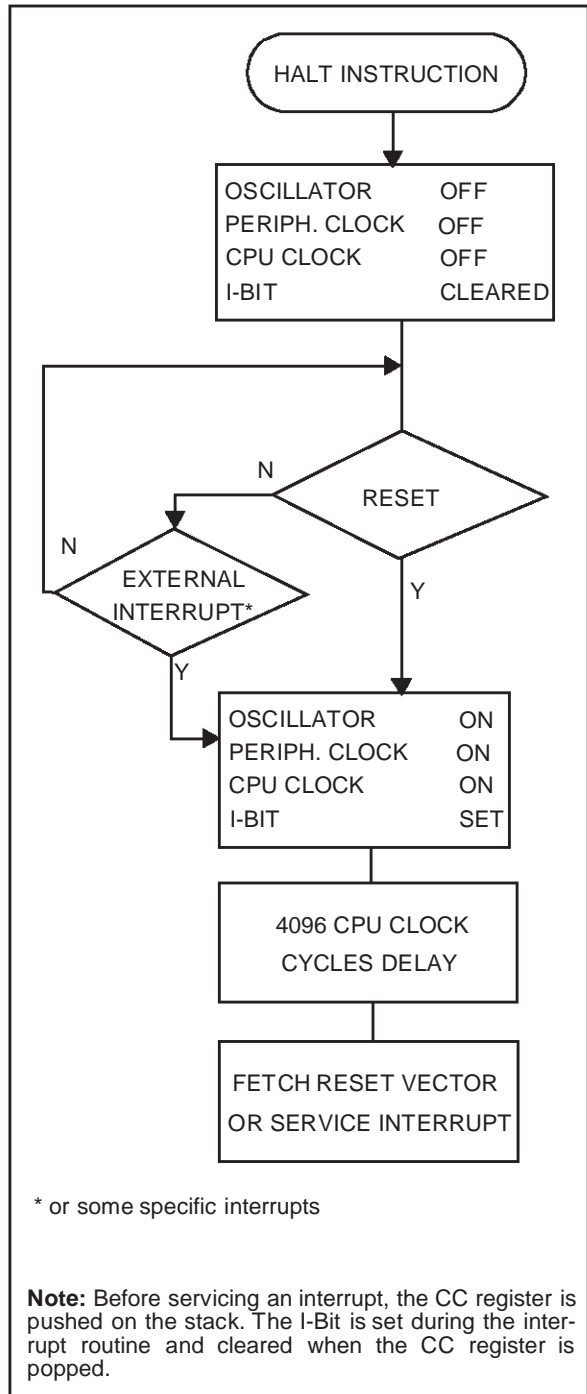 HALT INSTRUCTION
OSCILLATOR OFF
PERIPH. CLOCK OFF
CPU CLOCK OFF
I-BIT CLEARED
N
RESET
N
EXTERNAL
INTERRUPT*
Y
Y
OSCILLATOR ON
PERIPH. CLOCK ON
CPU CLOCK ON
I-BIT SET
4096 CPU CLOCK
CYCLES DELAY
FETCH RESET VECTOR
OR SERVICE INTERRUPT
* or some specific interrupts
Note: Before servicing an interrupt, the CC register is
pushed on the stack. The I-Bit is set during the inter-
rupt routine and cleared when the CC register is
popped.